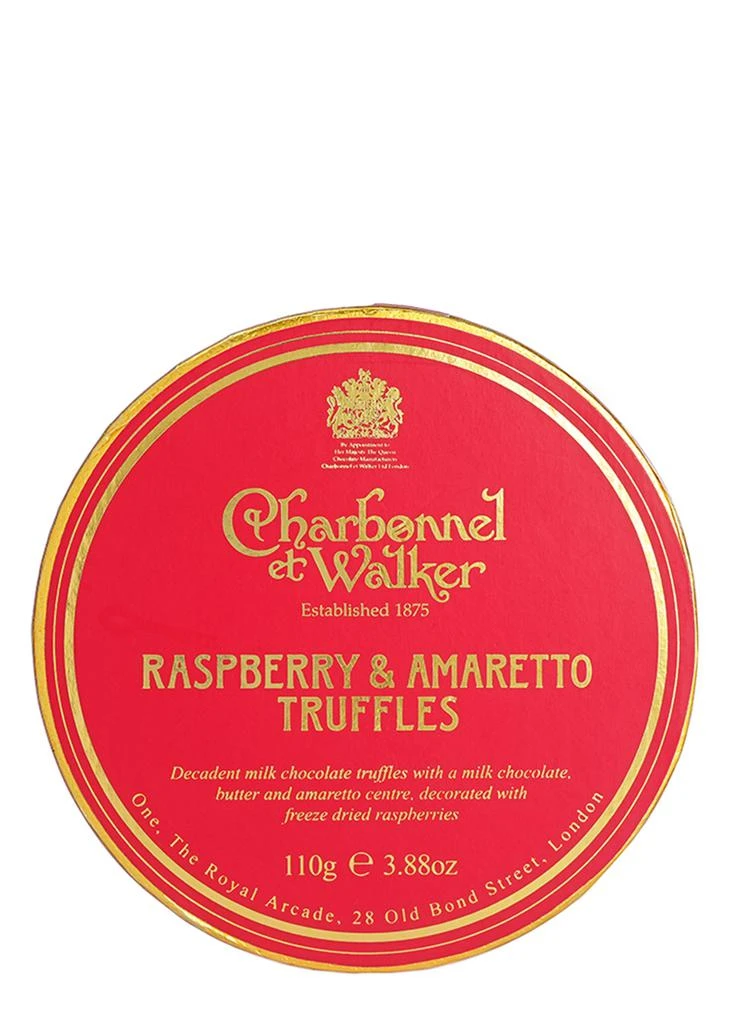 By Appointment to
Her Majesty The Queen
Chocolate Manufacturers
Charbonnel et Walker Ltd London
Charbonnel
et Walker
Established 1875
RASPBERRY & AMARETTO
TRUFFLES
Decadent milk chocolate truffles with a milk chocolate,
butter and amaretto centre, decorated with
freeze dried raspberries
110g ℮ 3.88oz
One, The Royal Arcade, 28 Old Bond Street, London